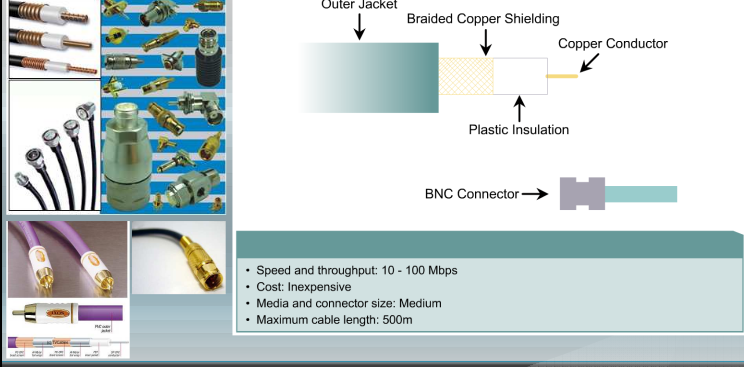 Outer Jacket
Braided Copper Shielding
Copper Conductor
Plastic Insulation
BNC Connector
• Speed and throughput: 10 - 100 Mbps
• Cost: Inexpensive
• Media and connector size: Medium
• Maximum cable length: 500m